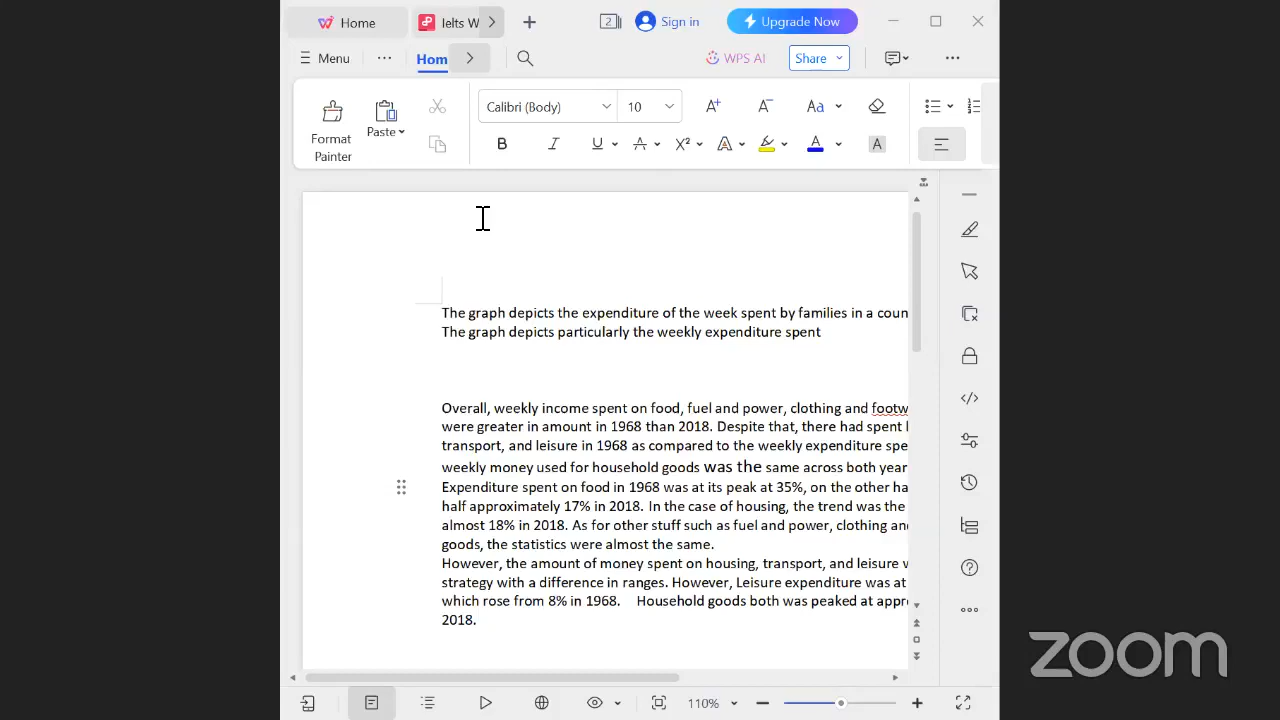 Home
Ielts W
2
Sign in
Upgrade Now
Menu
Hom
WPS AI
Share
Format Painter
Paste
Calibri (Body)
10
A+
A-
Aa
B
I
U
A
X²
A
A
A
The graph depicts the expenditure of the week spent by families in a coun
The graph depicts particularly the weekly expenditure spent
Overall, weekly income spent on food, fuel and power, clothing and footw
were greater in amount in 1968 than 2018. Despite that, there had spent l
transport, and leisure in 1968 as compared to the weekly expenditure spe
weekly money used for household goods was the same across both year
Expenditure spent on food in 1968 was at its peak at 35%, on the other ha
half approximately 17% in 2018. In the case of housing, the trend was the
almost 18% in 2018. As for other stuff such as fuel and power, clothing and
goods, the statistics were almost the same.
However, the amount of money spent on housing, transport, and leisure w
strategy with a difference in ranges. However, Leisure expenditure was at
which rose from 8% in 1968. Household goods both was peaked at appro
2018.
110%
zoom